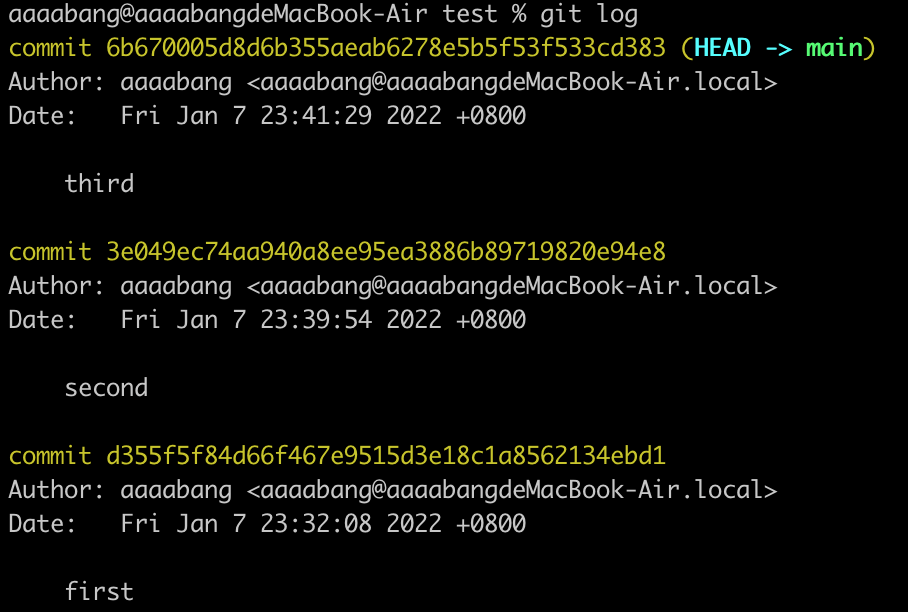 aaaabang@aaaabangdeMacBook-Air test % git log
commit 6b670005d8d6b355aeab6278e5b5f53f533cd383 (HEAD -> main)
Author: aaaabang <aaaabang@aaaabangdeMacBook-Air.local>
Date:   Fri Jan 7 23:41:29 2022 +0800
    third
commit 3e049ec74aa940a8ee95ea3886b89719820e94e8
Author: aaaabang <aaaabang@aaaabangdeMacBook-Air.local>
Date:   Fri Jan 7 23:39:54 2022 +0800
    second
commit d355f5f84d66f467e9515d3e18c1a8562134ebd1
Author: aaaabang <aaaabang@aaaabangdeMacBook-Air.local>
Date:   Fri Jan 7 23:32:08 2022 +0800
    first